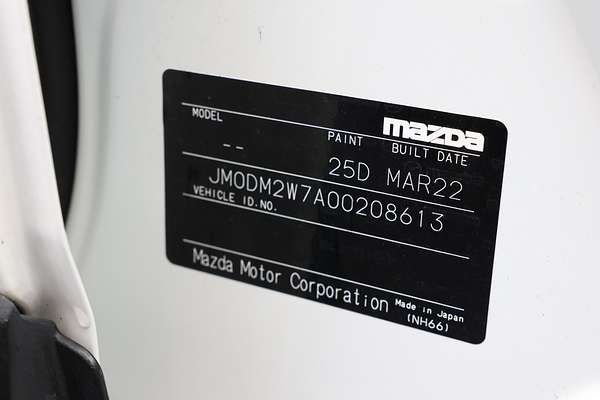 mazda
MODEL PAINT BUILT DATE
-- 25D MAR22
JM0DM2W7A00208613
VEHICLE ID.NO.
Mazda Motor Corporation Made in Japan
(NH66)